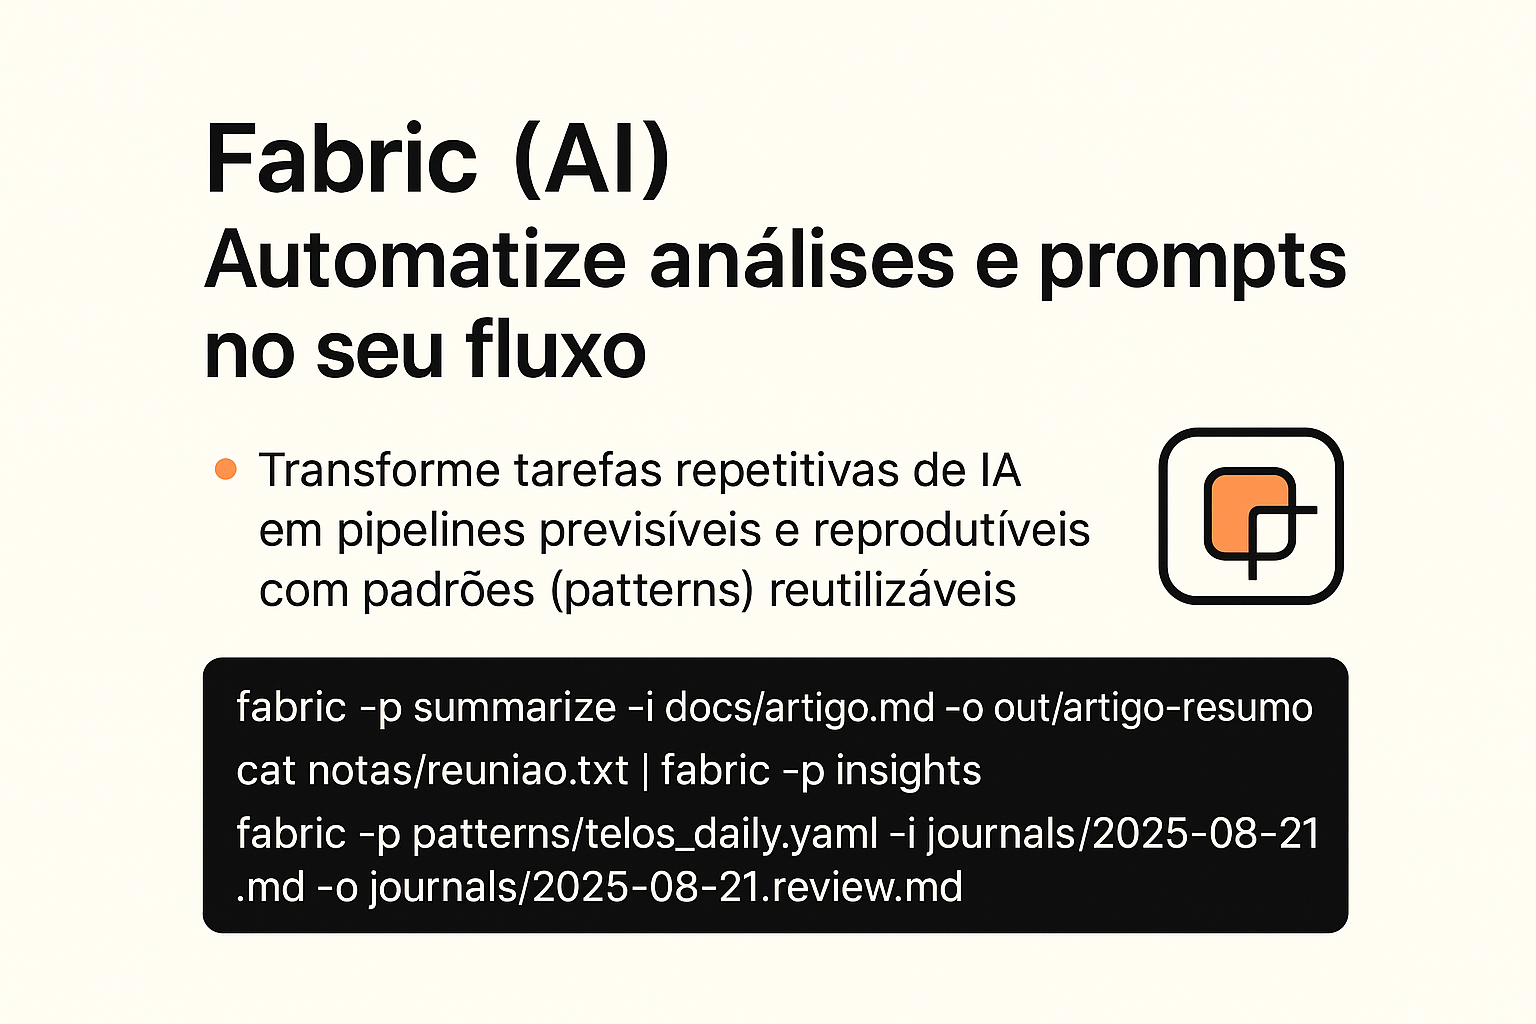 Fabric (AI)
Automatize análises e prompts
no seu fluxo
Transforme tarefas repetitivas de IA
em pipelines previsíveis e reprodutíveis
com padrões (patterns) reutilizáveis
fabric -p summarize -i docs/artigo.md -o out/artigo-resumo
cat notas/reuniao.txt | fabric -p insights
fabric -p patterns/telos_daily.yaml -i journals/2025-08-21
.md -o journals/2025-08-21.review.md